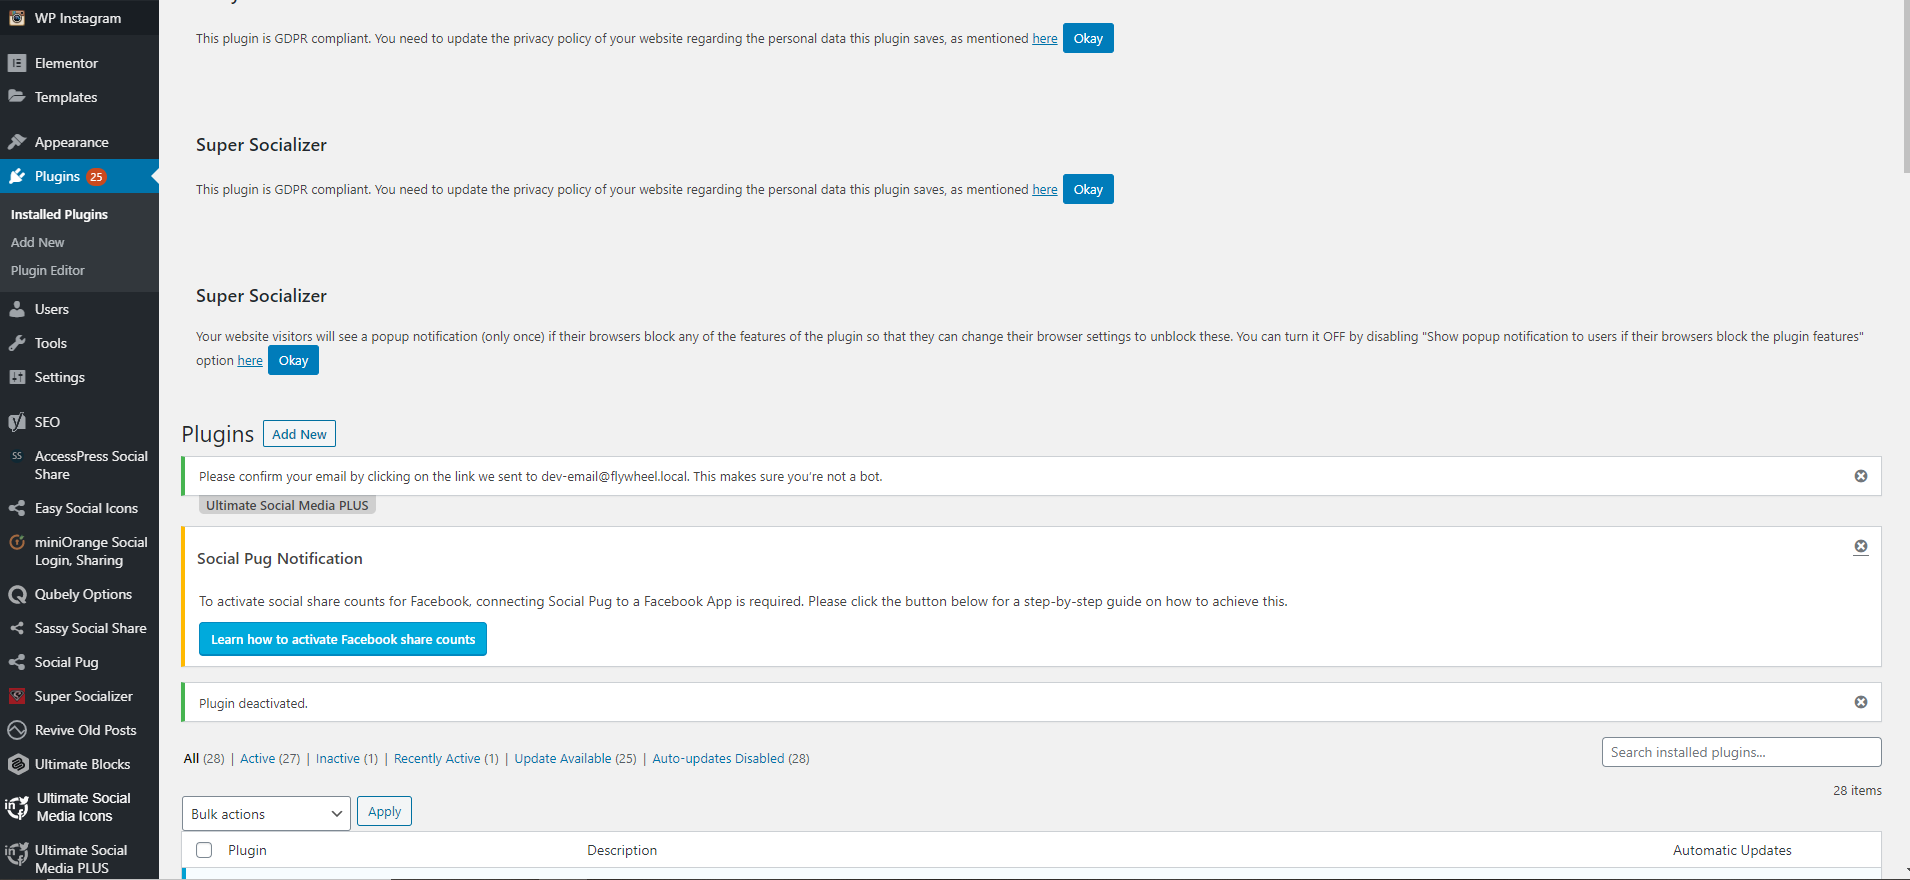 WP Instagram
Elementor
Templates
Appearance
Plugins 25
Installed Plugins
Add New
Plugin Editor
Users
Tools
Settings
SEO
SS AccessPress Social
Share
Easy Social Icons
miniOrange Social
Login, Sharing
Qubely Options
Sassy Social Share
Social Pug
Super Socializer
Revive Old Posts
Ultimate Blocks
Ultimate Social
Media Icons
Ultimate Social
Media PLUS
This plugin is GDPR compliant. You need to update the privacy policy of your website regarding the personal data this plugin saves, as mentioned here Okay
Super Socializer
This plugin is GDPR compliant. You need to update the privacy policy of your website regarding the personal data this plugin saves, as mentioned here Okay
Super Socializer
Your website visitors will see a popup notification (only once) if their browsers block any of the features of the plugin so that they can change their browser settings to unblock these. You can turn it OFF by disabling "Show popup notification to users if their browsers block the plugin features"
option here Okay
Plugins Add New
Please confirm your email by clicking on the link we sent to dev-email@flywheel.local. This makes sure you're not a bot.
Ultimate Social Media PLUS
Social Pug Notification
To activate social share counts for Facebook, connecting Social Pug to a Facebook App is required. Please click the button below for a step-by-step guide on how to achieve this.
Learn how to activate Facebook share counts
Plugin deactivated.
All (28) | Active (27) | Inactive (1) | Recently Active (1) | Update Available (25) | Auto-updates Disabled (28)
Search installed plugins...
28 items
Bulk actions Apply
Plugin Description Automatic Updates